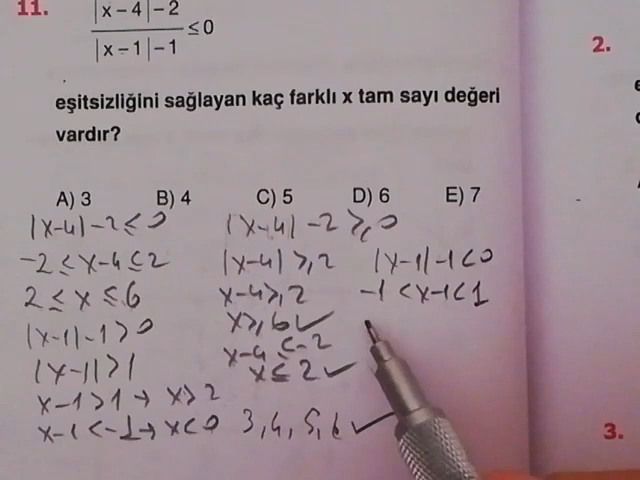 11.
|x-4|-2
|x-1|-1
≤0
2.
eşitsizliğini sağlayan kaç farklı x tam sayı değeri
vardır?
A) 3 B) 4 C) 5 D) 6 E) 7
|x-4|-2≤0
-2≤x-4≤2
2≤x≤6
|x-1|-1>0
|x-1|>1
x-1>1→x>2
x-1<-1→x<0
|x-4|-2≥0
|x-4|≥2
x-4≥2
x≥6✓
x-4≤-2
x≤2✓
3,4,5,6✓
|x-1|-1<0
-1<x-1<1
3.